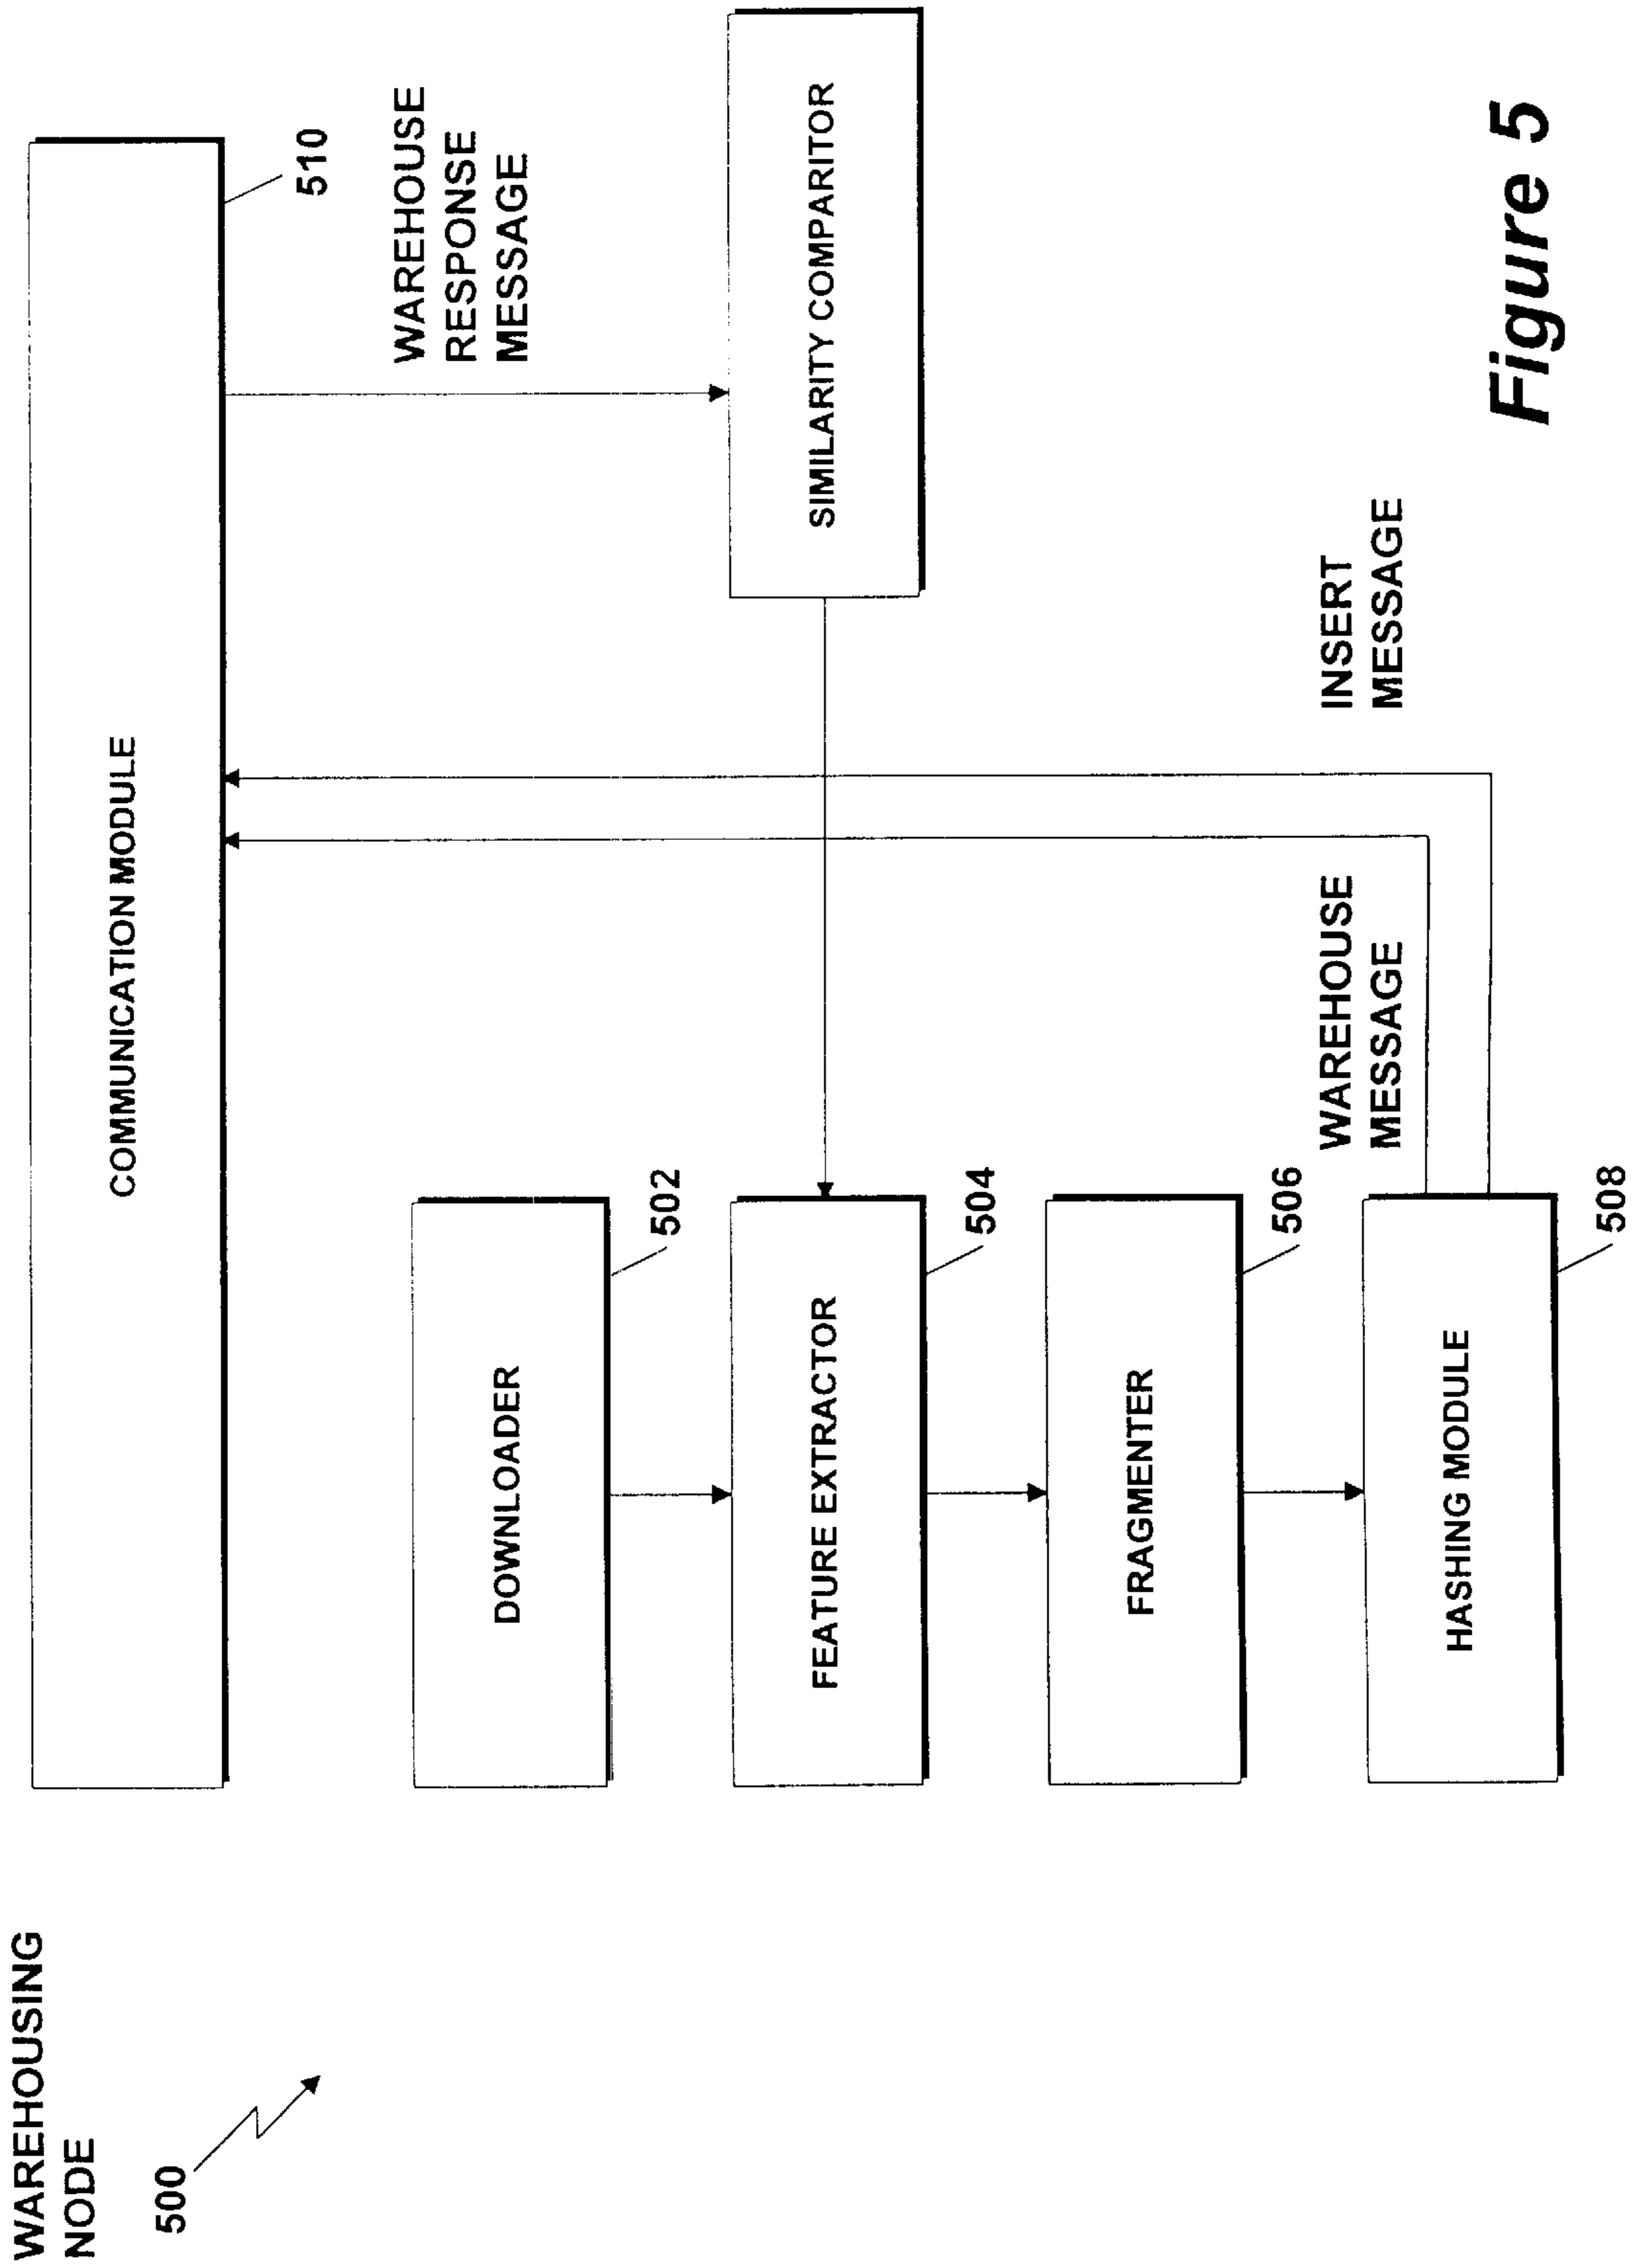 WAREHOUSING
NODE
500
COMMUNICATION MODULE
510
WAREHOUSE
RESPONSE
MESSAGE
DOWNLOADER
502
FEATURE EXTRACTOR
504
SIMILARITY COMPARITOR
FRAGMENTER
506
HASHING MODULE
508
WAREHOUSE
MESSAGE
INSERT
MESSAGE
Figure 5